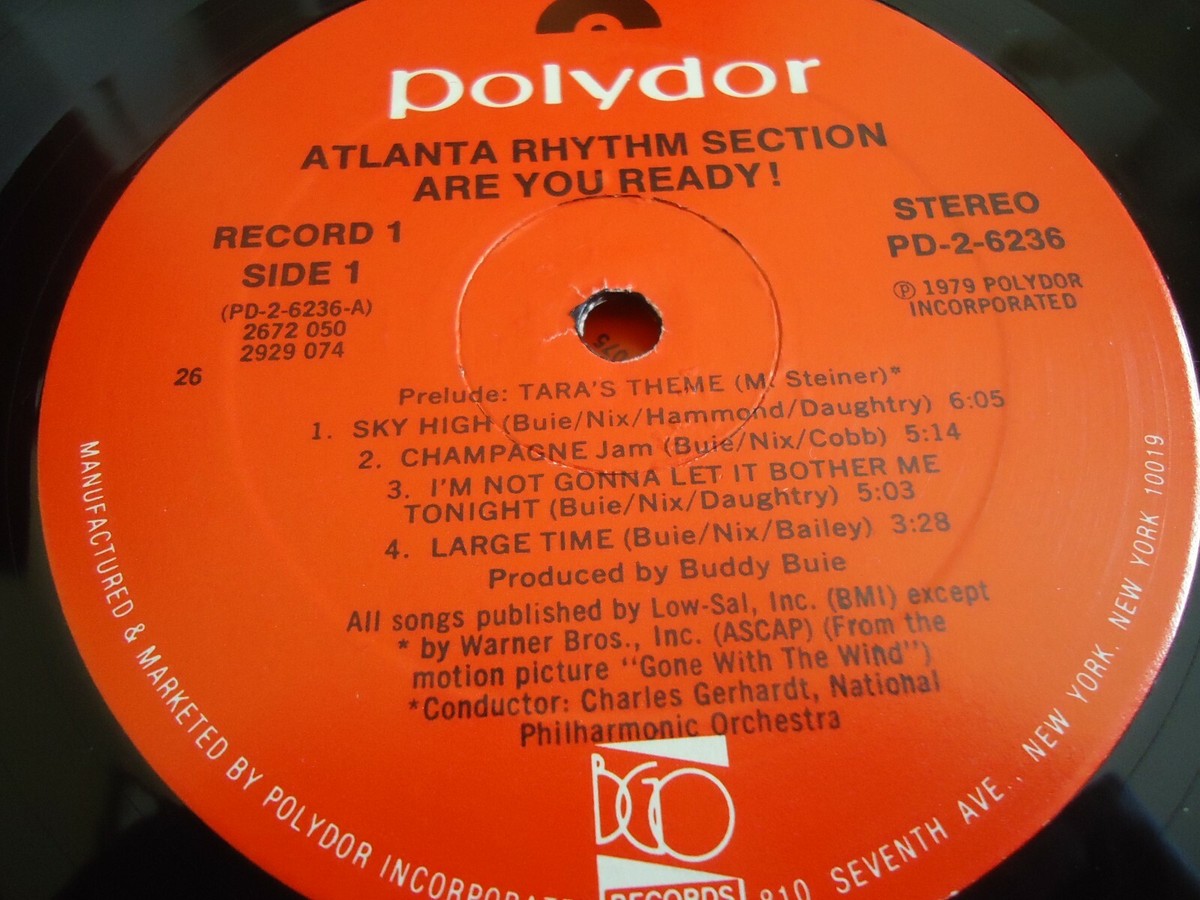 polydor
ATLANTA RHYTHM SECTION
ARE YOU READY!
RECORD 1
SIDE 1
(PD-2-6236-A)
2672 050
2929 074
26
STEREO
PD-2-6236
Ⓟ 1979 POLYDOR
INCORPORATED
075
Prelude: TARA'S THEME (M. Steiner)*
1. SKY HIGH (Buie/Nix/Hammond/Daughtry) 6:05
2. CHAMPAGNE Jam (Buie/Nix/Cobb) 5:14
3. I'M NOT GONNA LET IT BOTHER ME
TONIGHT (Buie/Nix/Daughtry) 5:03
4. LARGE TIME (Buie/Nix/Bailey) 3:28
Produced by Buddy Buie
All songs published by Low-Sal, Inc. (BMI) except
* by Warner Bros., Inc. (ASCAP) (From the
motion picture "Gone With The Wind")
*Conductor: Charles Gerhardt, National
Philharmonic Orchestra
BGO
RECORDS
MANUFACTURED & MARKETED BY POLYDOR INCORPORATE 810 SEVENTH AVE., NEW YORK, NEW YORK 10019